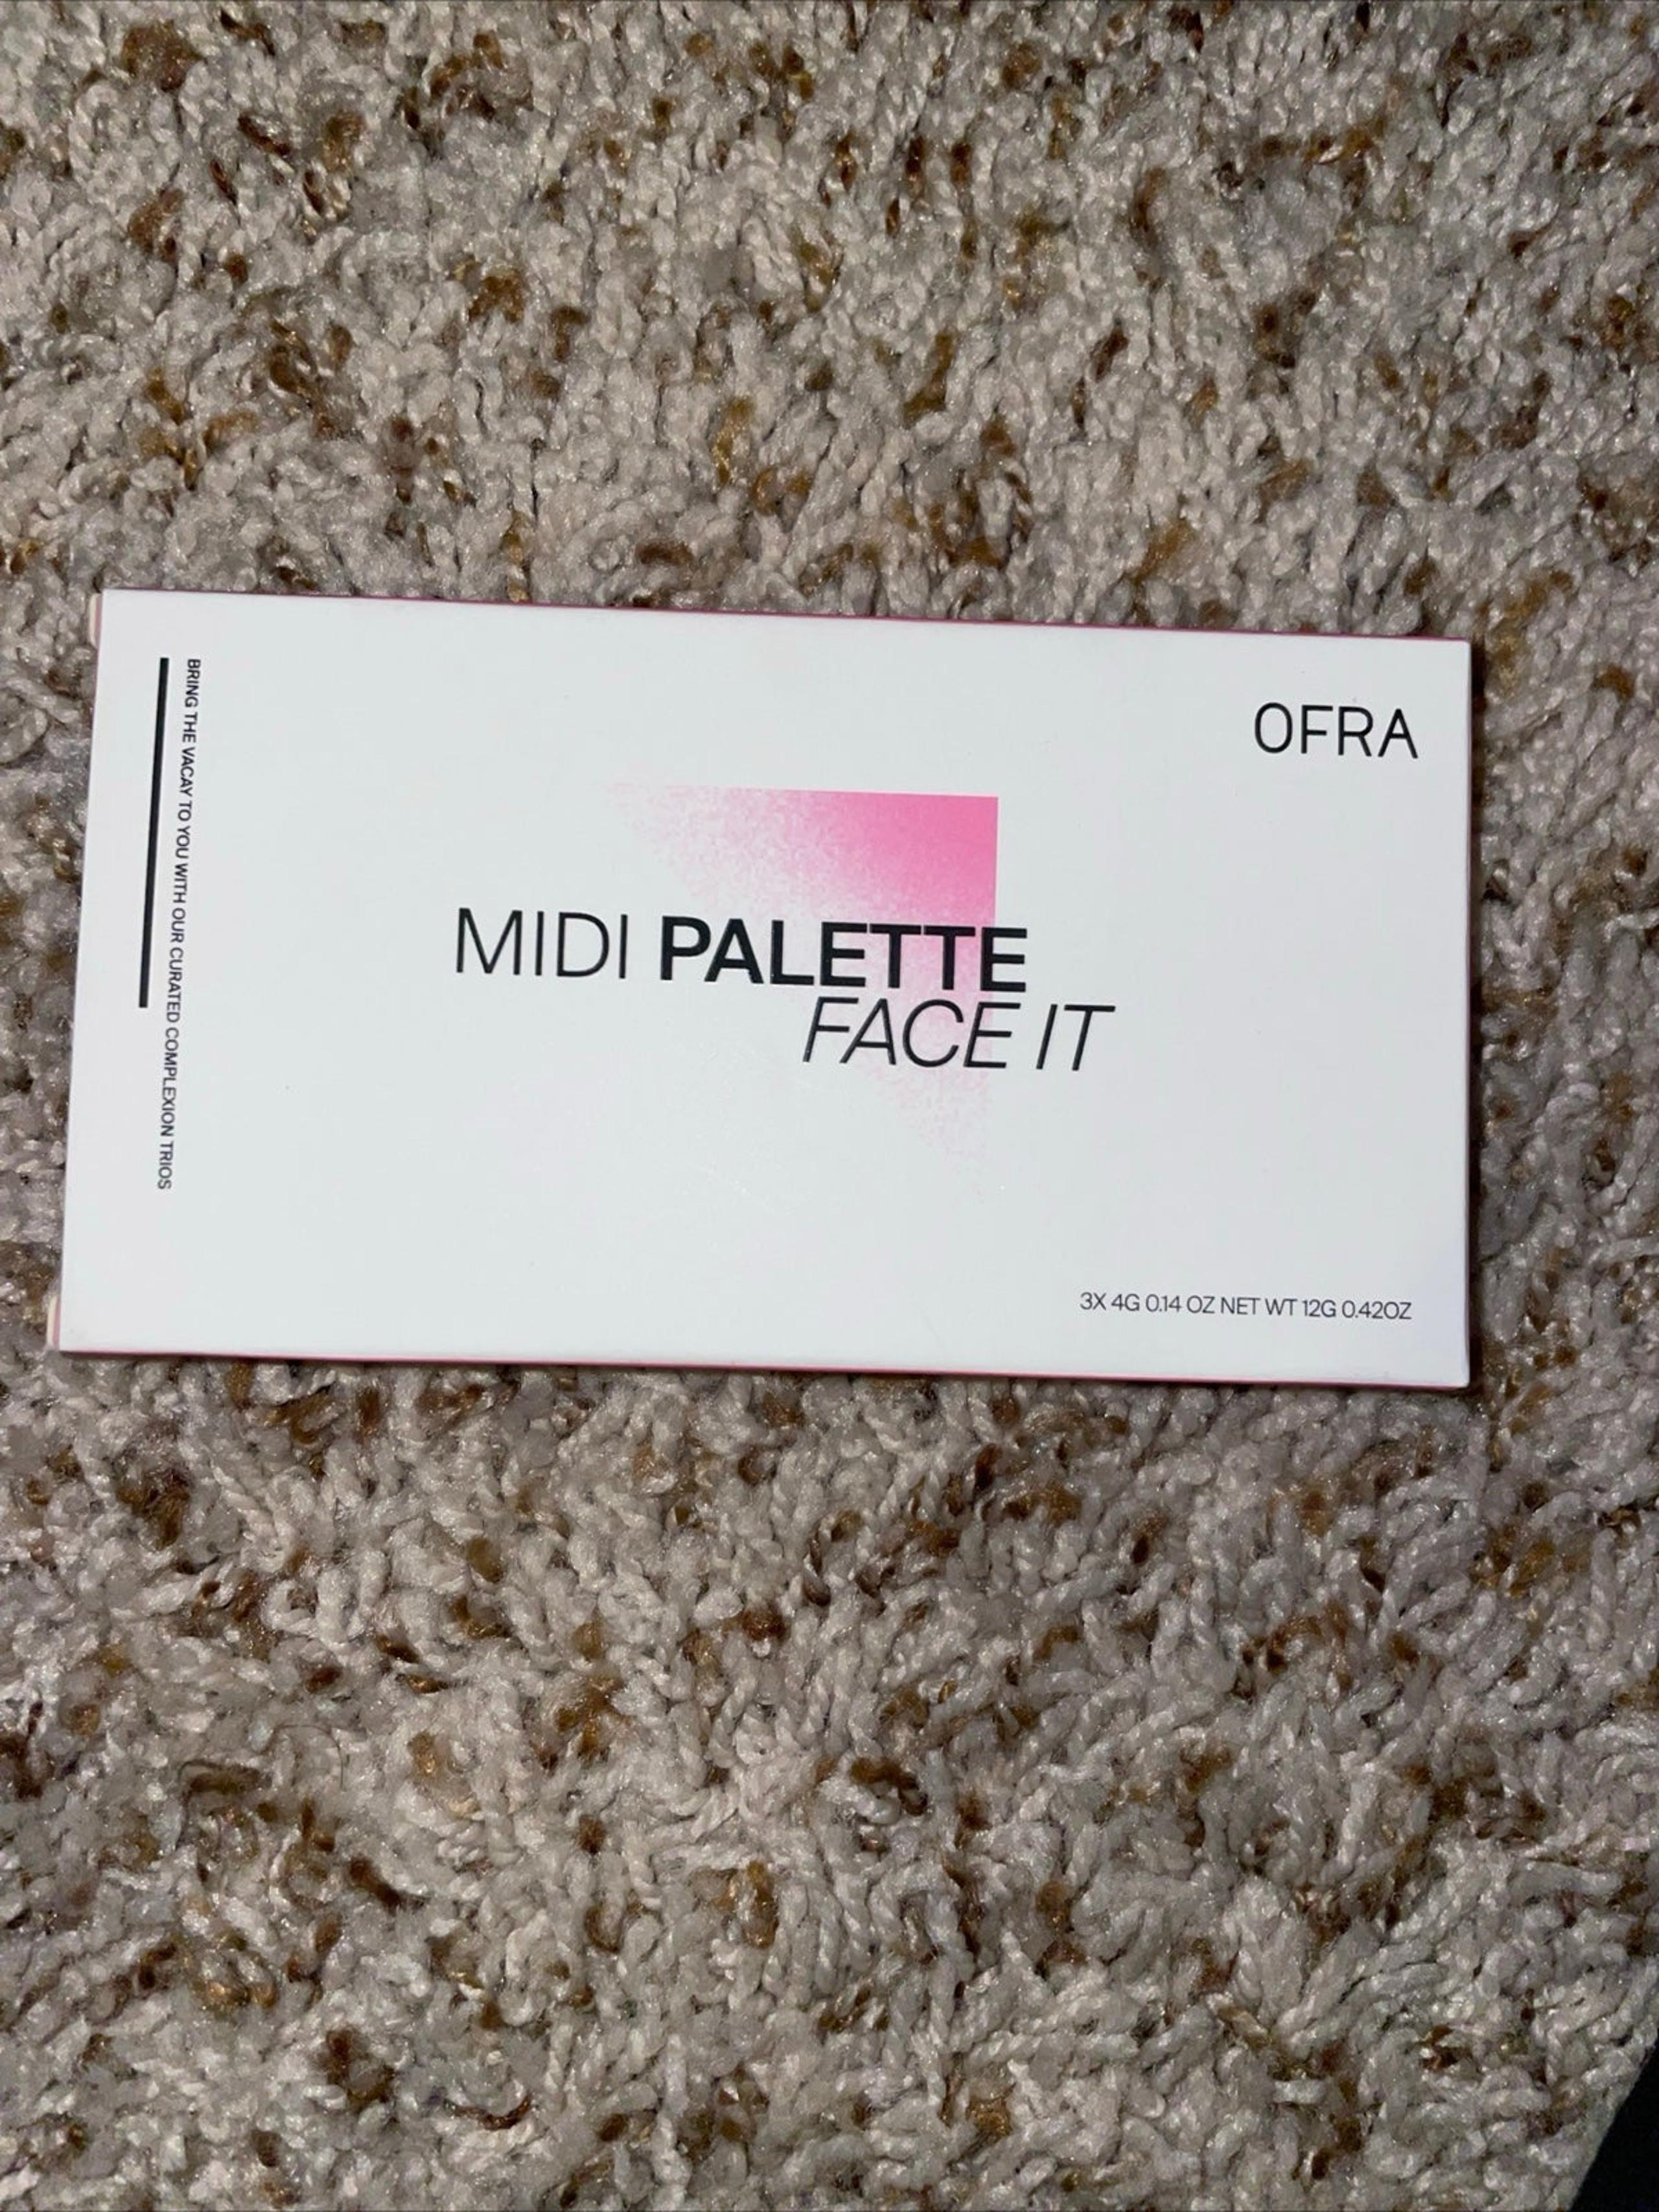 OFRA
BRING THE VACAY TO YOU WITH OUR CURATED COMPLEXION TRIOS
MIDI PALETTE
FACE IT
3X 4G 0.14 OZ NET WT 12G 0.42OZ